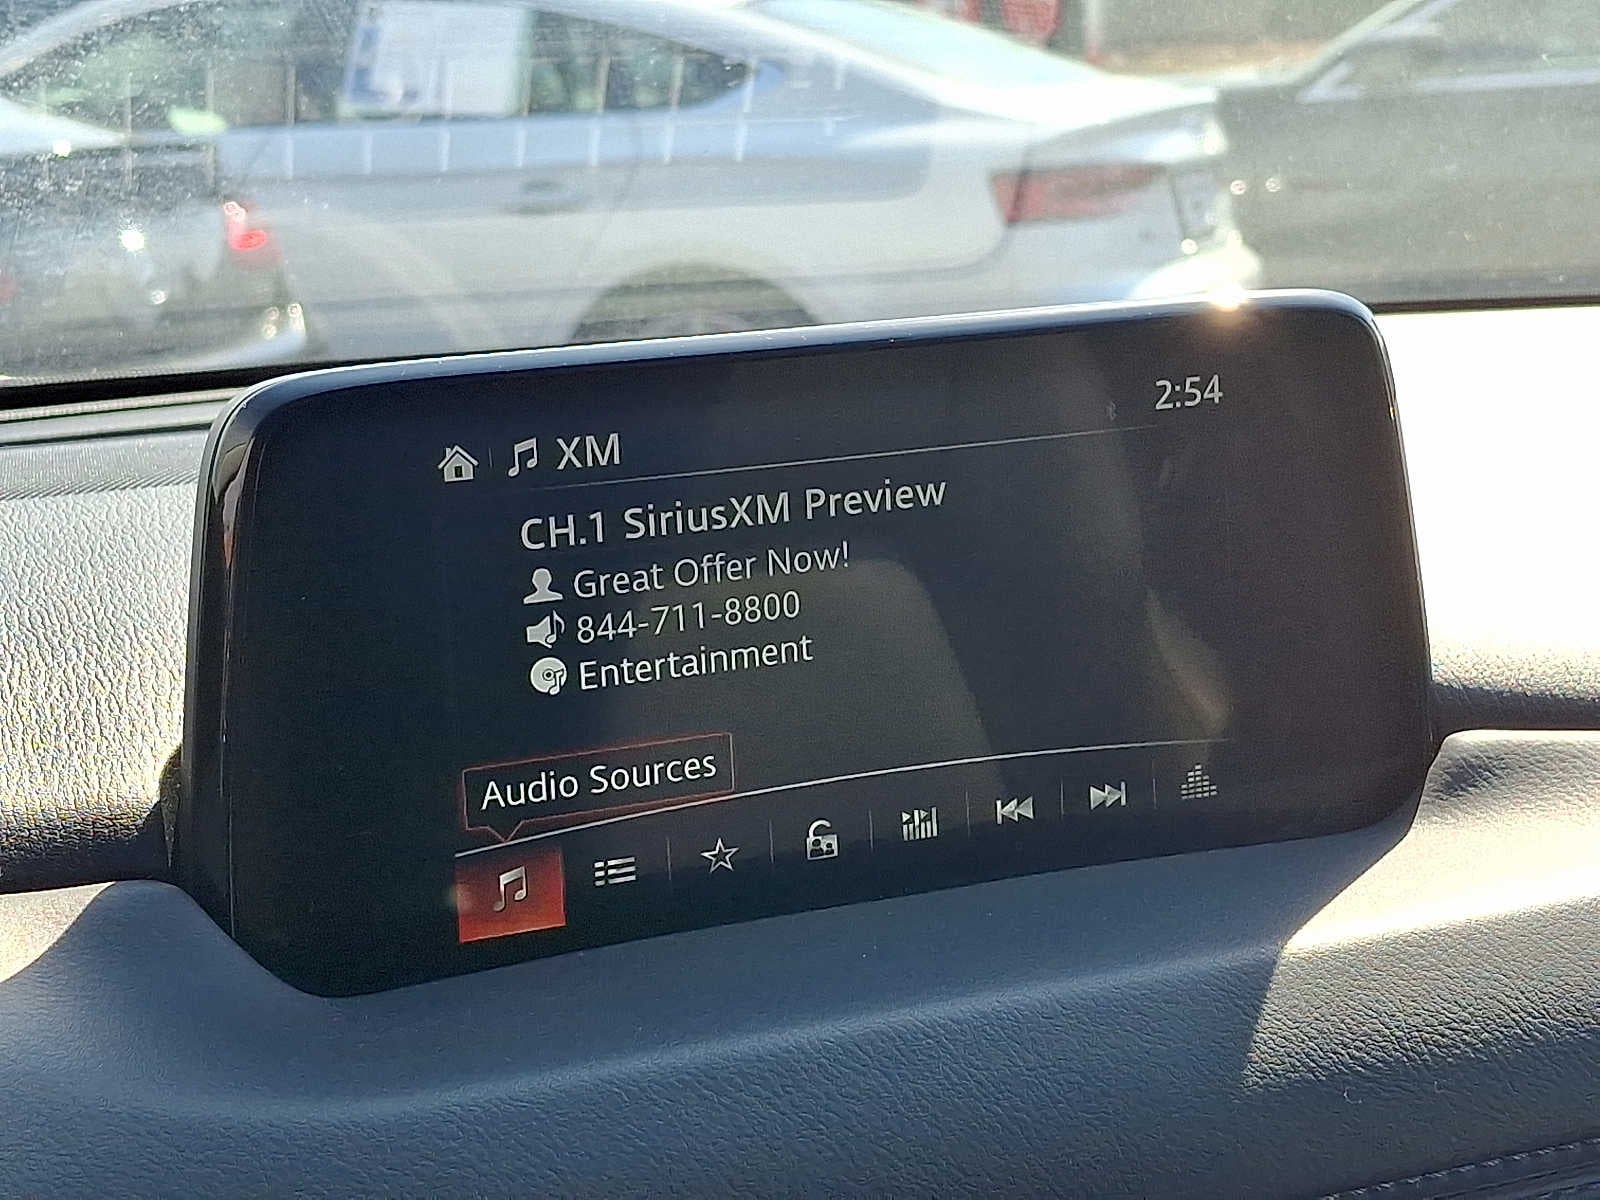 XM
2:54
CH.1 SiriusXM Preview
Great Offer Now!
844-711-8800
Entertainment
Audio Sources